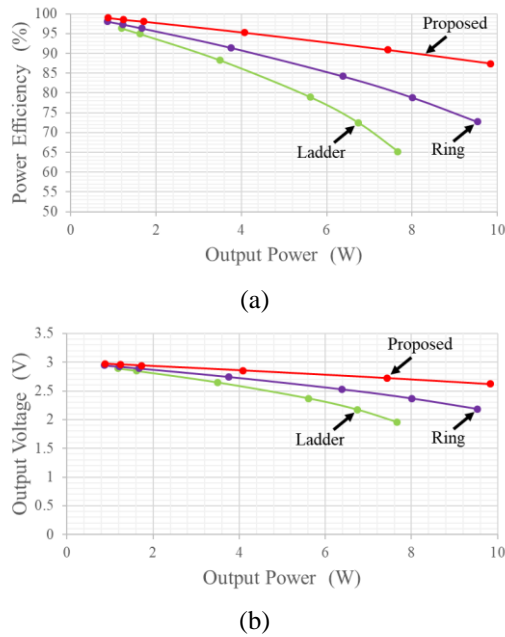 Power Efficiency (%)
100
95
90
85
80
75
70
65
60
55
50
Proposed
Ladder
Ring
0
2
4
6
8
10
Output Power (W)
(a)
Output Voltage (V)
3.5
3
2.5
2
1.5
1
0.5
0
Proposed
Ladder
Ring
0
2
4
6
8
10
Output Power (W)
(b)